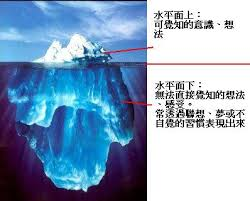 水平面上：
可覺知的意識、想
法
水平面下：
無法直接覺知的想法
、感受。
常透過聯想、夢或不
自覺的習慣表現出來